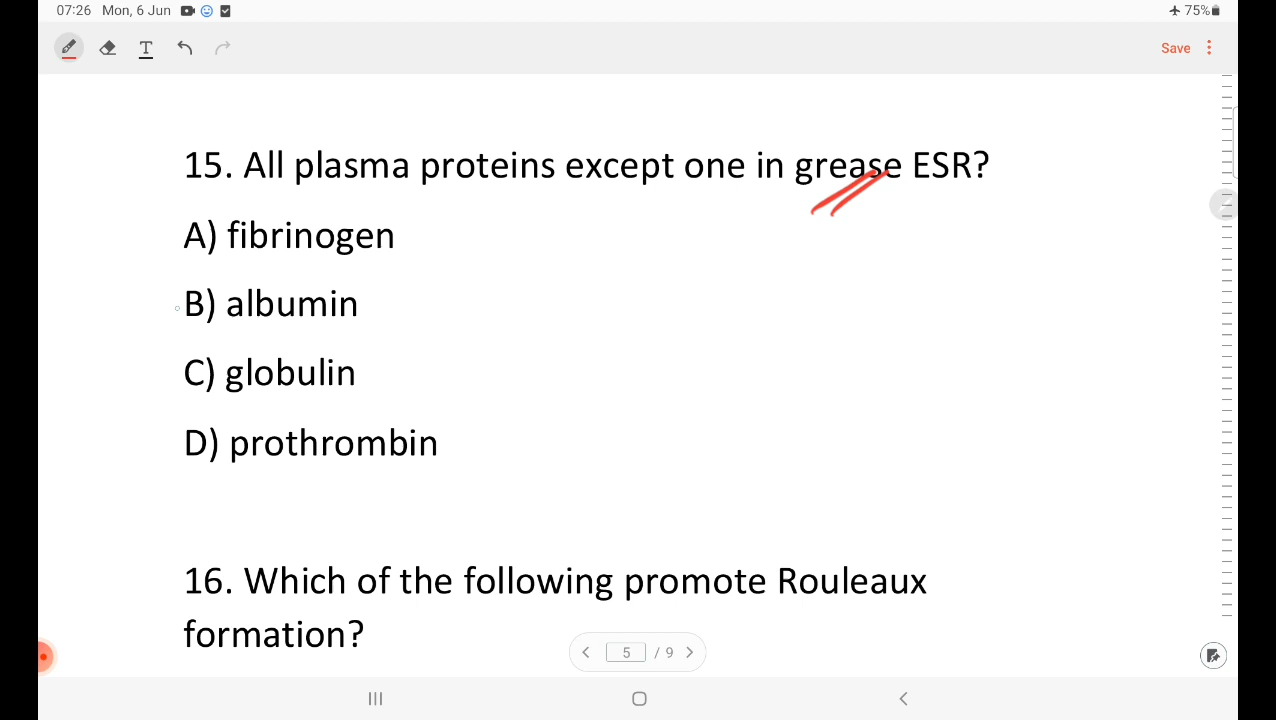 07:26 Mon, 6 Jun 75%
T Save
15. All plasma proteins except one in grease ESR?
A) fibrinogen
B) albumin
C) globulin
D) prothrombin
16. Which of the following promote Rouleaux
formation?
5 / 9